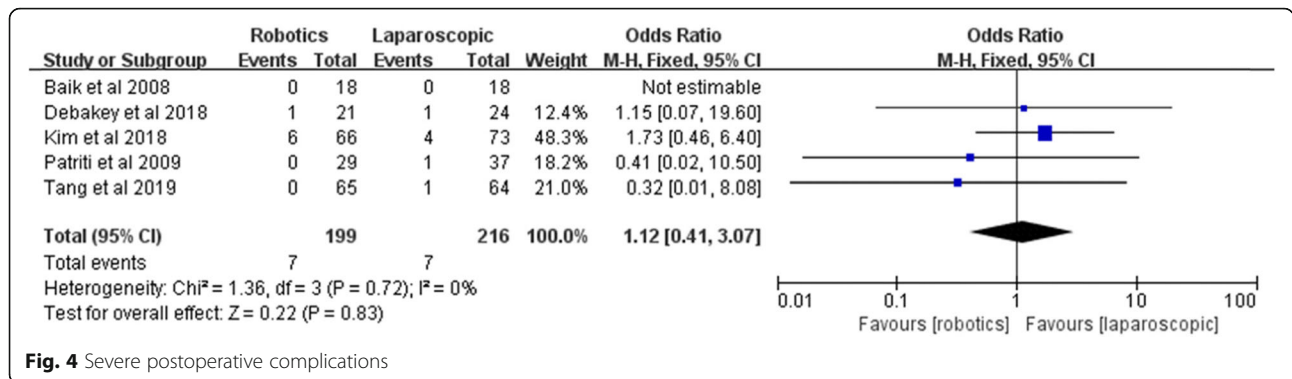 Robotics Laparoscopic Odds Ratio Odds Ratio
Study or Subgroup Events Total Events Total Weight M-H, Fixed, 95% CI M-H, Fixed, 95% CI
Baik et al 2008 0 18 0 18 Not estimable
Debakey et al 2018 1 21 1 24 12.4% 1.15 [0.07, 19.60]
Kim et al 2018 6 66 4 73 48.3% 1.73 [0.46, 6.40]
Patriti et al 2009 0 29 1 37 18.2% 0.41 [0.02, 10.50]
Tang et al 2019 0 65 1 64 21.0% 0.32 [0.01, 8.08]
Total (95% CI) 199 216 100.0% 1.12 [0.41, 3.07]
Total events 7 7
Heterogeneity: Chi² = 1.36, df = 3 (P = 0.72); I² = 0%
Test for overall effect: Z = 0.22 (P = 0.83)
0.01 0.1 1 10 100
Favours [robotics] Favours [laparoscopic]
Fig. 4 Severe postoperative complications